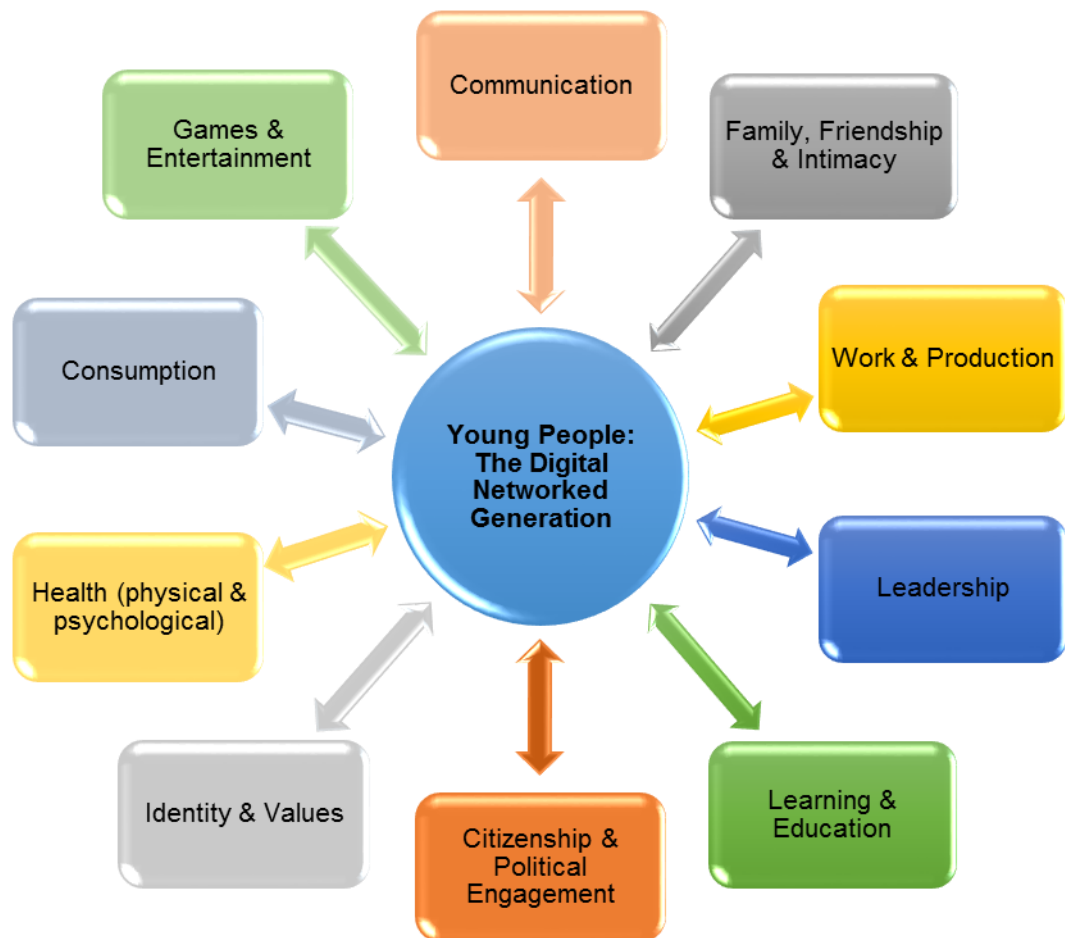 Communication
Games &
Entertainment
Family, Friendship
& Intimacy
Consumption
Work & Production
Young People:
The Digital
Networked
Generation
Health (physical &
psychological)
Leadership
Identity & Values
Learning &
Education
Citizenship &
Political
Engagement